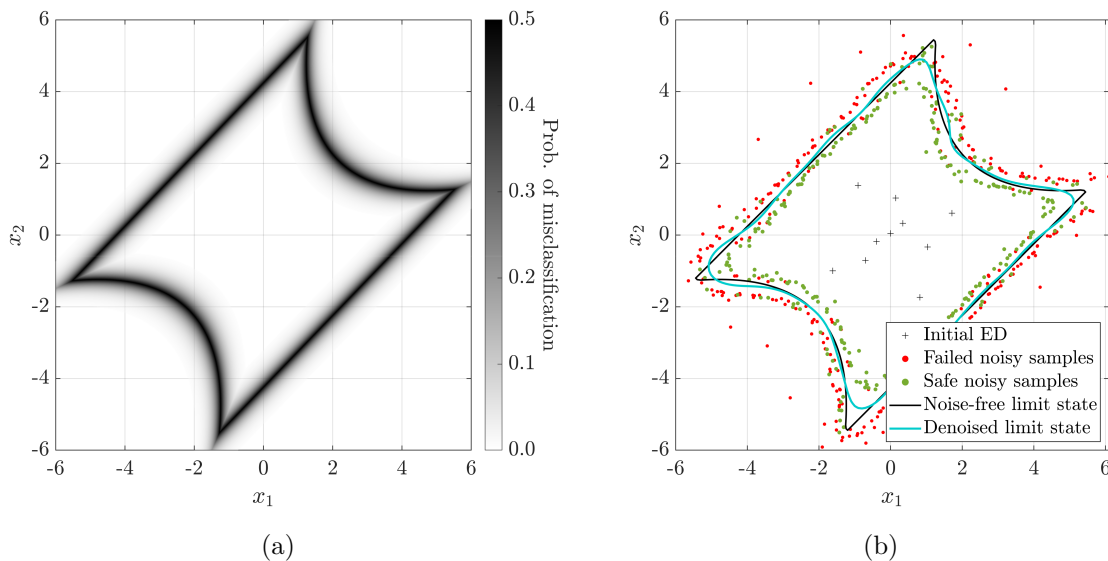 6
4
2
0
-2
-4
-6
-6
-4
-2
0
2
4
6
x₂
x₁
0.5
0.4
0.3
0.2
0.1
0.0
Prob. of misclassification
(a)
6
4
2
0
-2
-4
-6
-6
-4
-2
0
2
4
6
x₂
x₁
Initial ED
Failed noisy samples
Safe noisy samples
Noise-free limit state
Denoised limit state
(b)